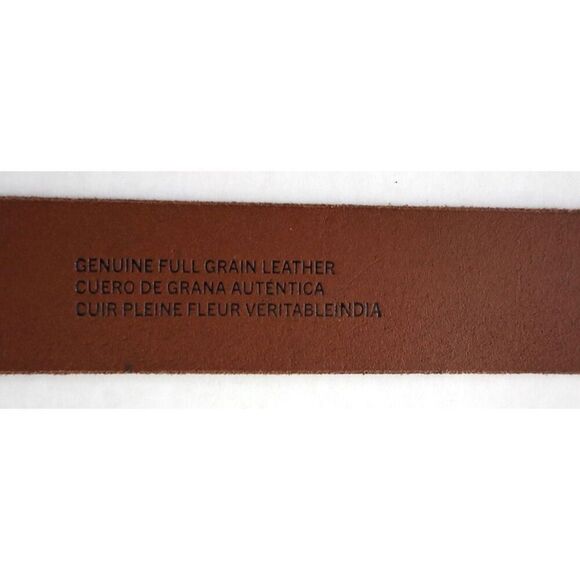 GENUINE FULL GRAIN LEATHER
CUERO DE GRANA AUTÉNTICA
CUIR PLEINE FLEUR VÉRITABLEINDIA